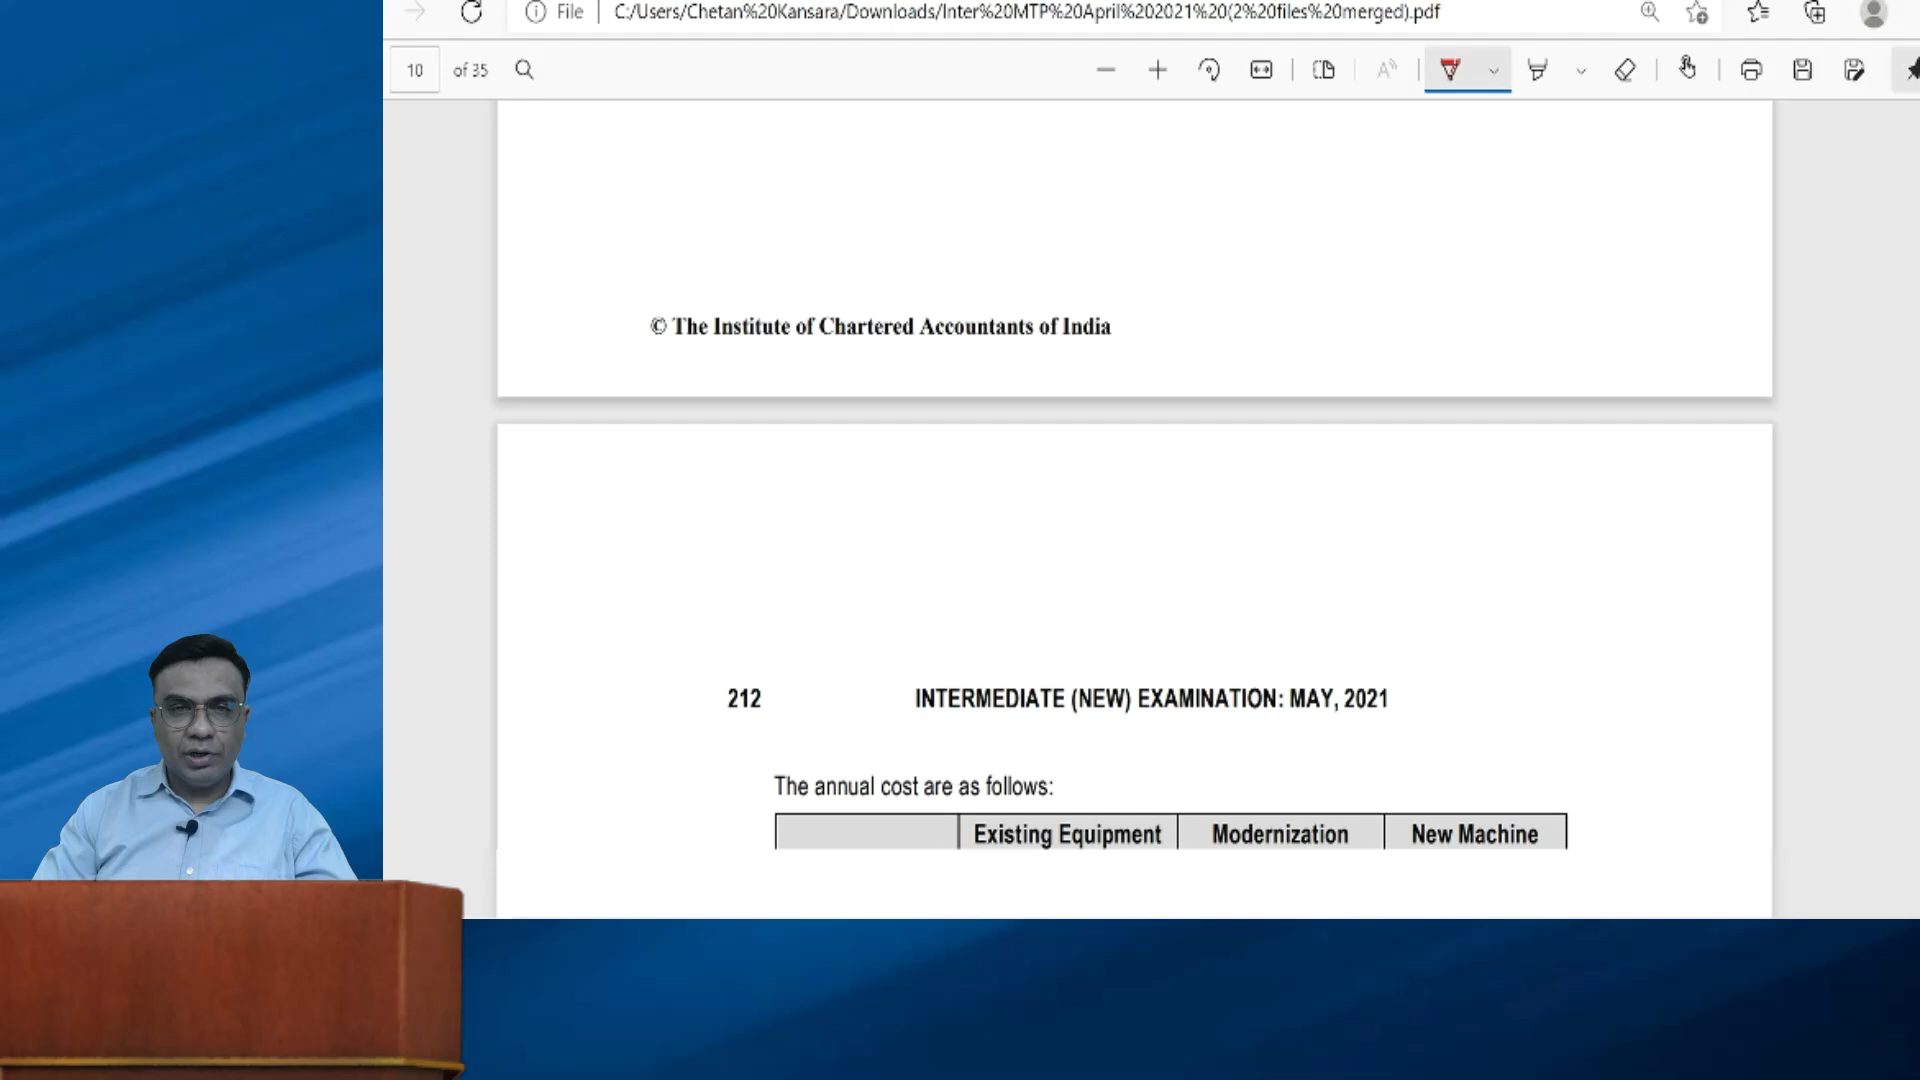 File
C:/Users/Chetan%20Kansara/Downloads/Inter%20MTP%20April%202021%20(2%20files%20merged).pdf
10 of 35
© The Institute of Chartered Accountants of India
212 INTERMEDIATE (NEW) EXAMINATION: MAY, 2021
The annual cost are as follows:
Existing Equipment Modernization New Machine